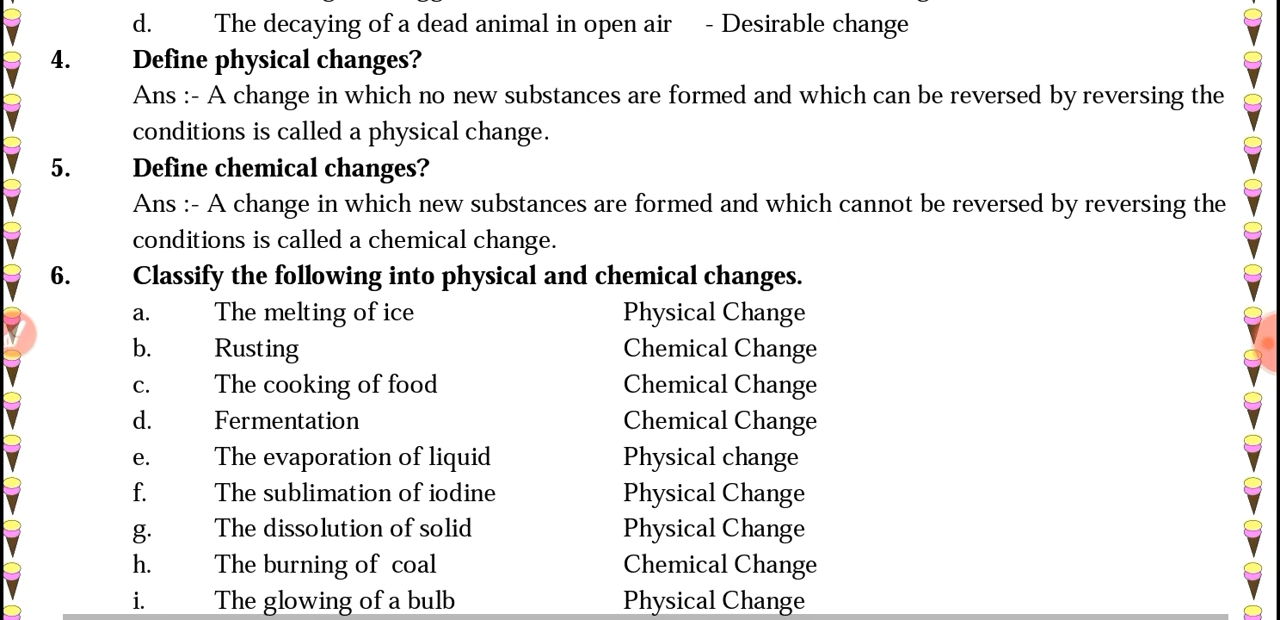 d. The decaying of a dead animal in open air - Desirable change
4. Define physical changes?
Ans :- A change in which no new substances are formed and which can be reversed by reversing the
conditions is called a physical change.
5. Define chemical changes?
Ans :- A change in which new substances are formed and which cannot be reversed by reversing the
conditions is called a chemical change.
6. Classify the following into physical and chemical changes.
a. The melting of ice Physical Change
b. Rusting Chemical Change
c. The cooking of food Chemical Change
d. Fermentation Chemical Change
e. The evaporation of liquid Physical change
f. The sublimation of iodine Physical Change
g. The dissolution of solid Physical Change
h. The burning of coal Chemical Change
i. The glowing of a bulb Physical Change